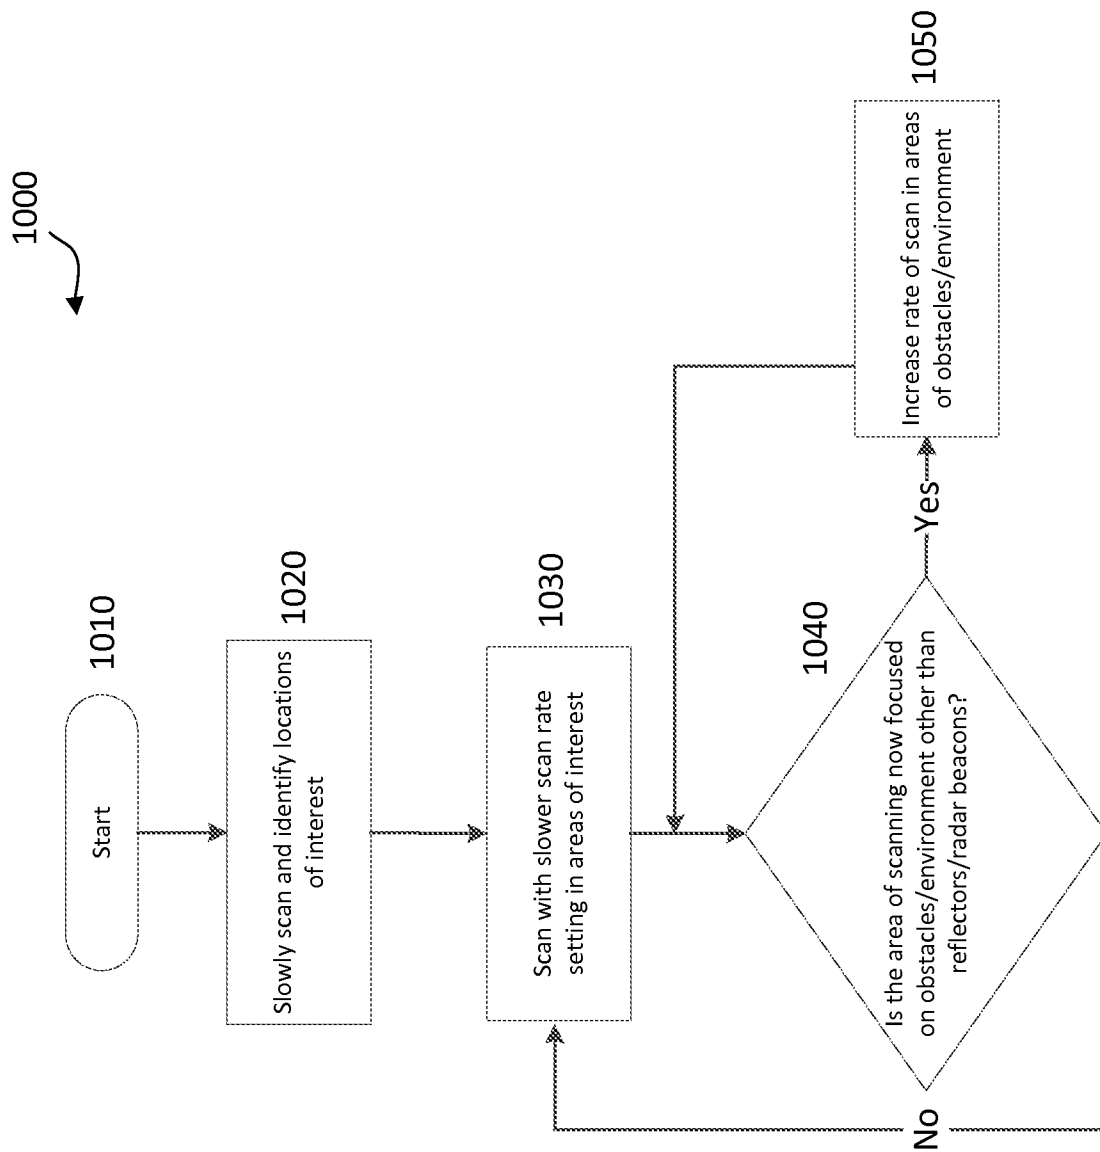 1000
Start
1010
Slowly scan and identify locations
of interest
1020
Scan with slower scan rate
setting in areas of interest
1030
Is the area of scanning now focused
on obstacles/environment other than
reflectors/radar beacons?
1040
Yes
No
Increase rate of scan in areas
of obstacles/environment
1050